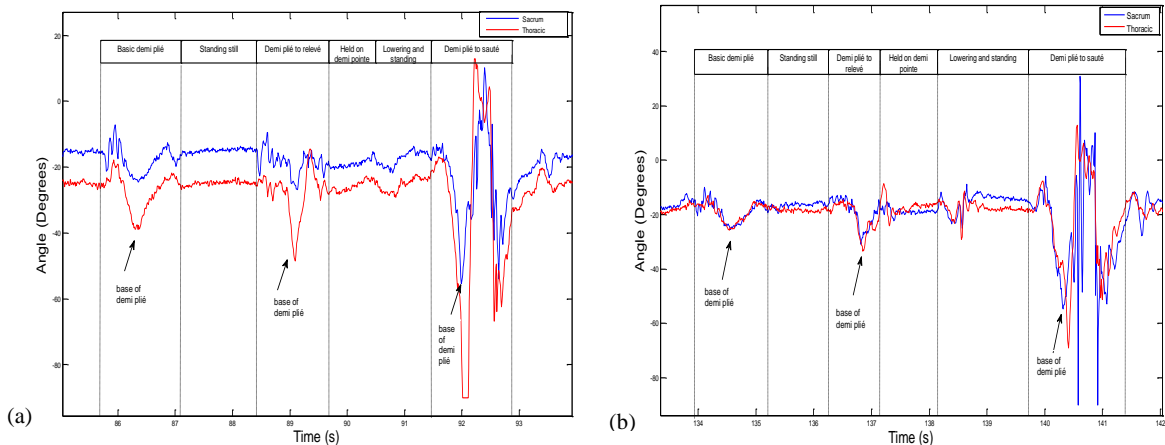 Sacrum
Thoracic
20
0
-20
-40
-60
-80
Angle (Degrees)
Basic demi plié
Standing still
Demi plié to relevé
Held on
demi pointe
Lowering and
standing
Demi plié to sauté
base of
demi plié
base of
demi plié
base
of
demi
plié
86
87
88
89
90
91
92
93
Time (s)
(a)
Sacrum
Thoracic
40
20
0
-20
-40
-60
-80
Angle (Degrees)
Basic demi plié
Standing still
Demi plié to
relevé
Held on demi
pointe
Lowering and standing
Demi plié to sauté
base of
demi plié
base of
demi plié
base of
demi plié
134
135
136
137
138
139
140
141
142
Time (s)
(b)